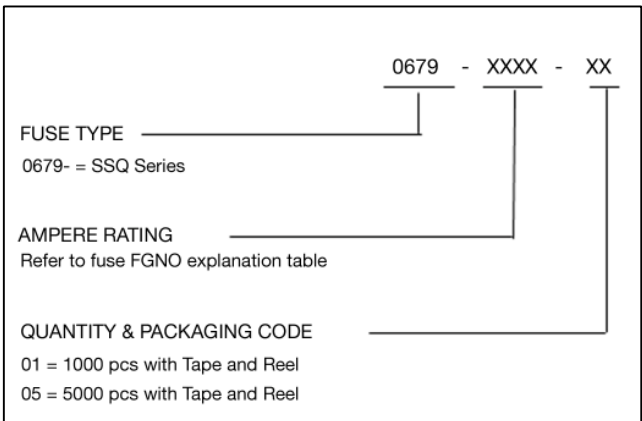 0679 - XXXX - XX
FUSE TYPE
0679- = SSQ Series
AMPERE RATING
Refer to fuse FGNO explanation table
QUANTITY & PACKAGING CODE
01 = 1000 pcs with Tape and Reel
05 = 5000 pcs with Tape and Reel